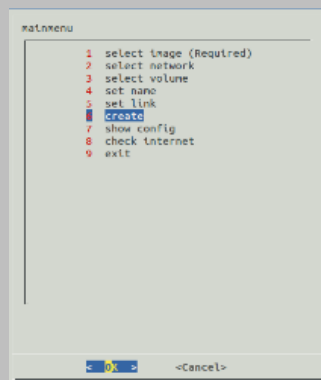 mainmenu
1 select image (Required)
2 select network
3 select volume
4 set name
5 set link
6 create
7 show config
8 check internet
9 exit
< OK > <Cancel>